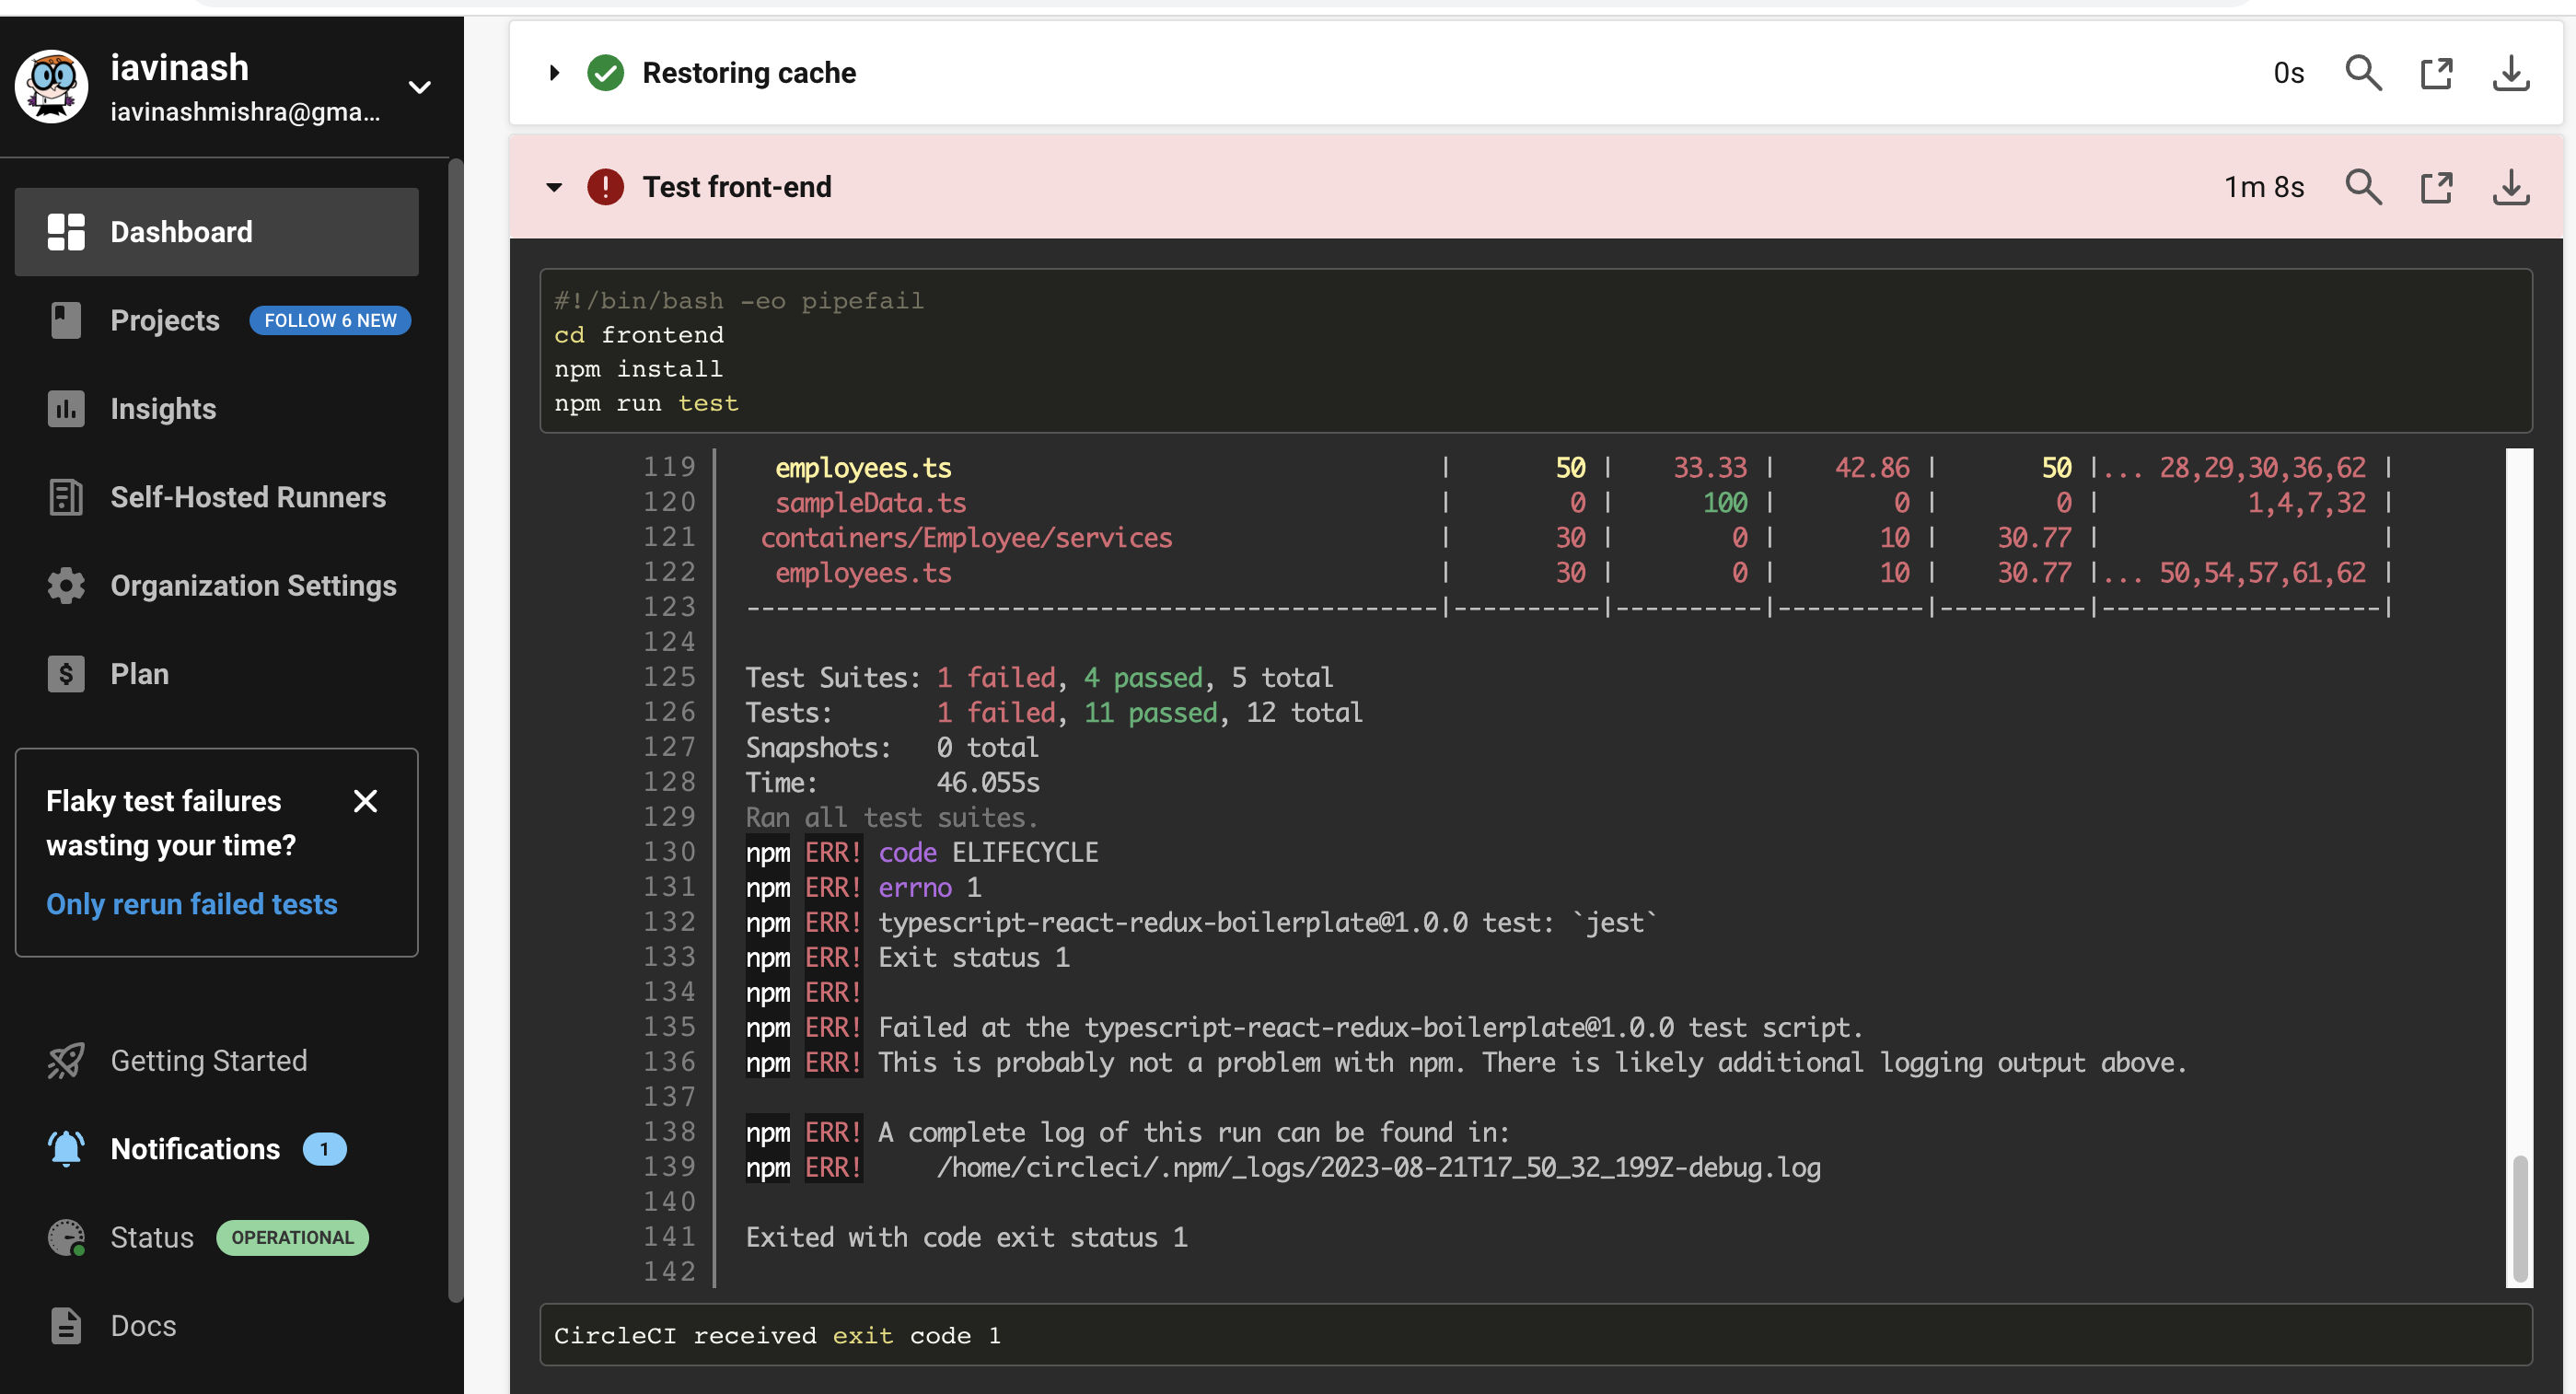 iavinash
iavinashmishra@gma...
Dashboard
Projects FOLLOW 6 NEW
Insights
Self-Hosted Runners
Organization Settings
Plan
Flaky test failures
wasting your time?
Only rerun failed tests
Getting Started
Notifications 1
Status OPERATIONAL
Docs
Restoring cache 0s
Test front-end 1m 8s
#!/bin/bash -eo pipefail
cd frontend
npm install
npm run test
119 employees.ts | 50 | 33.33 | 42.86 | 50 |... 28,29,30,36,62 |
120 sampleData.ts | 0 | 100 | 0 | 0 | 1,4,7,32 |
121 containers/Employee/services | 30 | 0 | 10 | 30.77 | |
122 employees.ts | 30 | 0 | 10 | 30.77 |... 50,54,57,61,62 |
123 -----------------------------------------------|----------|----------|----------|----------|-------------------|
124
125 Test Suites: 1 failed, 4 passed, 5 total
126 Tests: 1 failed, 11 passed, 12 total
127 Snapshots: 0 total
128 Time: 46.055s
129 Ran all test suites.
130 npm ERR! code ELIFECYCLE
131 npm ERR! errno 1
132 npm ERR! typescript-react-redux-boilerplate@1.0.0 test: `jest`
133 npm ERR! Exit status 1
134 npm ERR!
135 npm ERR! Failed at the typescript-react-redux-boilerplate@1.0.0 test script.
136 npm ERR! This is probably not a problem with npm. There is likely additional logging output above.
137
138 npm ERR! A complete log of this run can be found in:
139 npm ERR! /home/circleci/.npm/_logs/2023-08-21T17_50_32_199Z-debug.log
140
141 Exited with code exit status 1
142
CircleCI received exit code 1